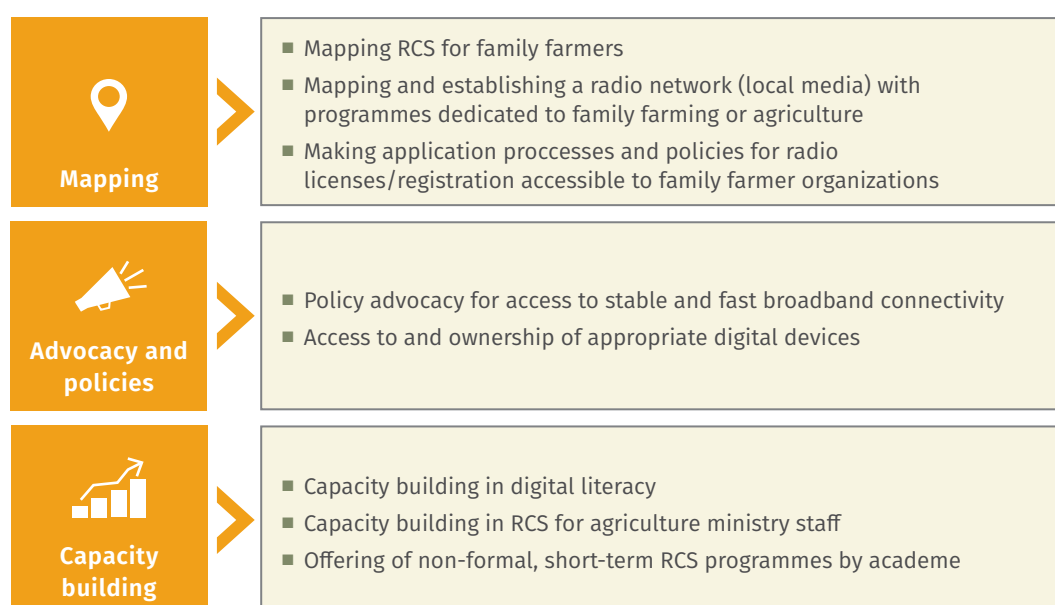 Mapping
■ Mapping RCS for family farmers
■ Mapping and establishing a radio network (local media) with
programmes dedicated to family farming or agriculture
■ Making application proccesses and policies for radio
licenses/registration accessible to family farmer organizations
Advocacy and
policies
■ Policy advocacy for access to stable and fast broadband connectivity
■ Access to and ownership of appropriate digital devices
Capacity
building
■ Capacity building in digital literacy
■ Capacity building in RCS for agriculture ministry staff
■ Offering of non-formal, short-term RCS programmes by academe